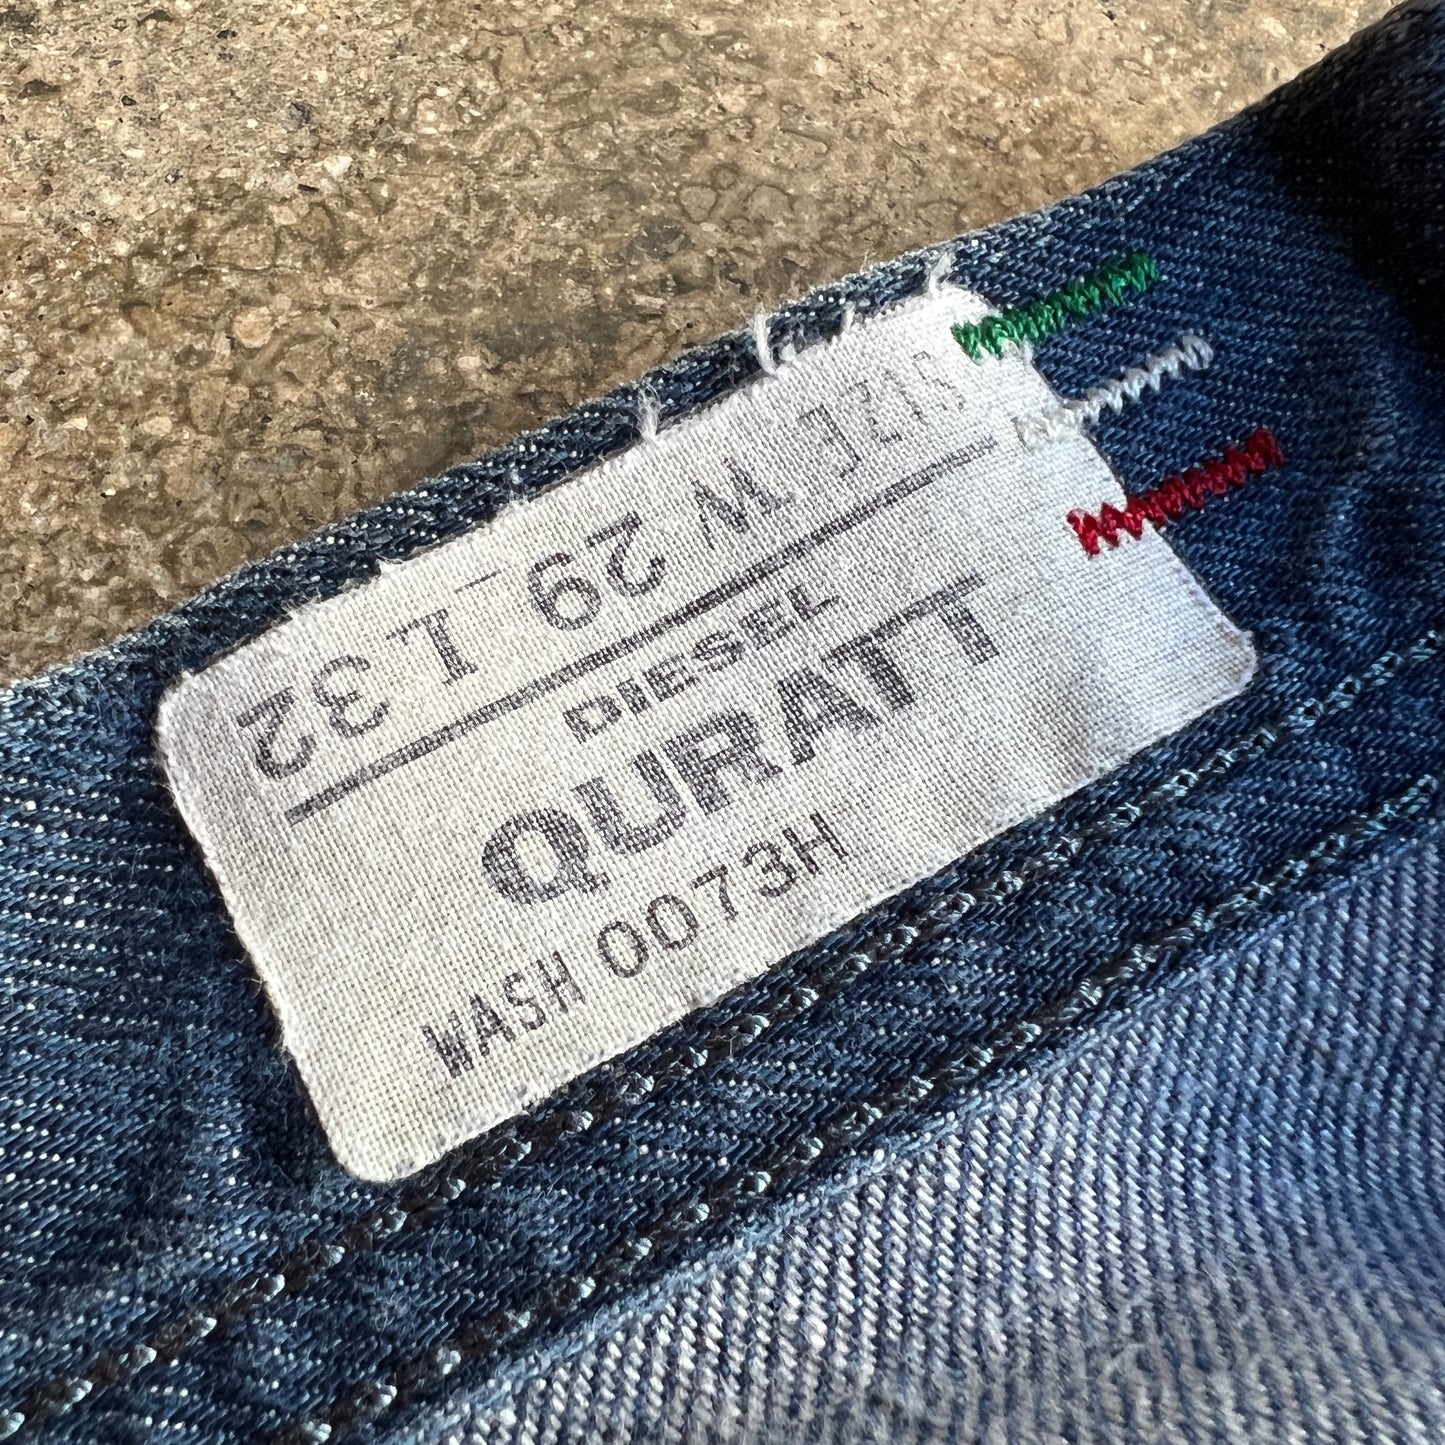 SIZE W 29 L 32
DIESEL
QURATT
WASH 0073H